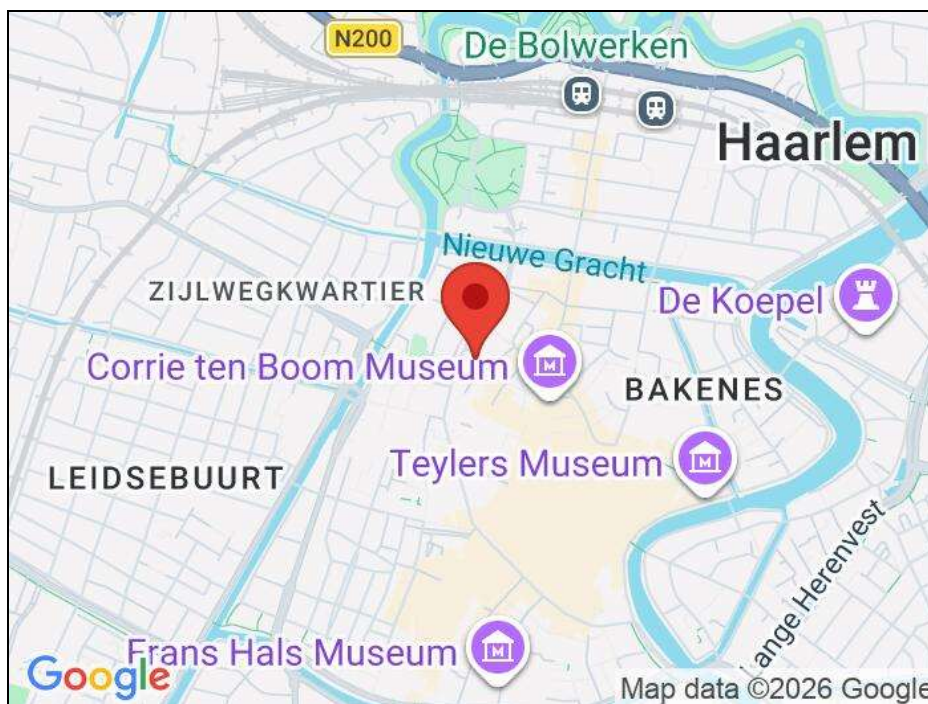 N200
De Bolwerken
Haarlem
Nieuwe Gracht
ZIJLWEGKWARTIER
De Koepel
Corrie ten Boom Museum
BAKENES
Teylers Museum
LEIDSEBUURT
Lange Herenvest
Frans Hals Museum
Google
Map data ©2026 Google